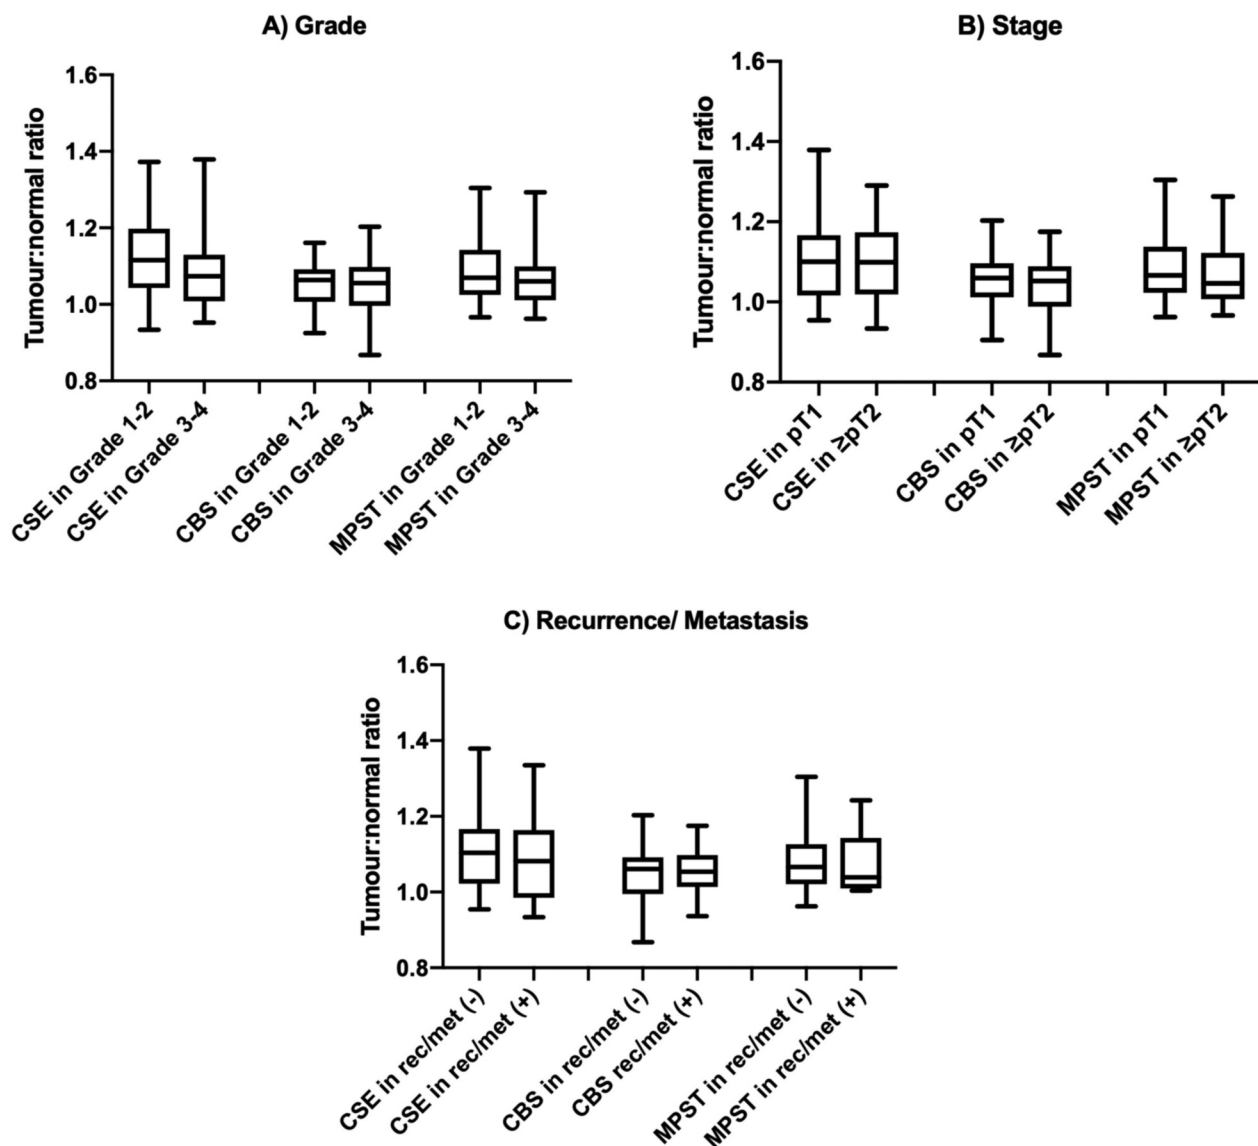 A) Grade
Tumour:normal ratio
1.6
1.4
1.2
1.0
0.8
CSE in Grade 1-2
CSE in Grade 3-4
CBS in Grade 1-2
CBS in Grade 3-4
MPST in Grade 1-2
MPST in Grade 3-4
B) Stage
Tumour:normal ratio
1.6
1.4
1.2
1.0
0.8
CSE in pT1
CSE in ≥pT2
CBS in pT1
CBS in ≥pT2
MPST in pT1
MPST in ≥pT2
C) Recurrence/ Metastasis
Tumour:normal ratio
1.6
1.4
1.2
1.0
0.8
CSE in rec/met (-)
CSE in rec/met (+)
CBS in rec/met (-)
CBS rec/met (+)
MPST in rec/met (-)
MPST in rec/met (+)